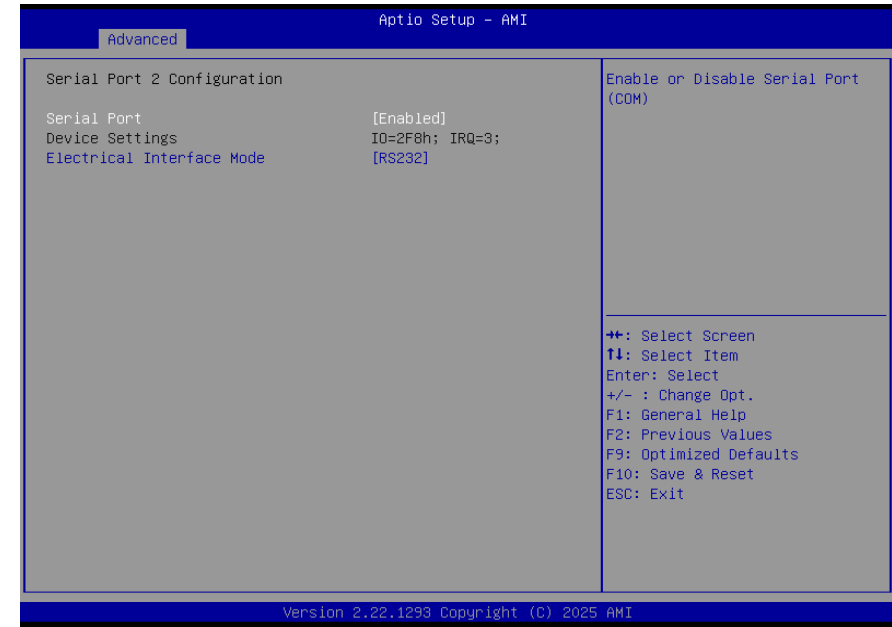 Aptio Setup - AMI
Advanced
Serial Port 2 Configuration
Serial Port [Enabled]
Device Settings IO=2F8h; IRQ=3;
Electrical Interface Mode [RS232]
Enable or Disable Serial Port
(COM)
→←: Select Screen
↑↓: Select Item
Enter: Select
+/- : Change Opt.
F1: General Help
F2: Previous Values
F9: Optimized Defaults
F10: Save & Reset
ESC: Exit
Version 2.22.1293 Copyright (C) 2025 AMI